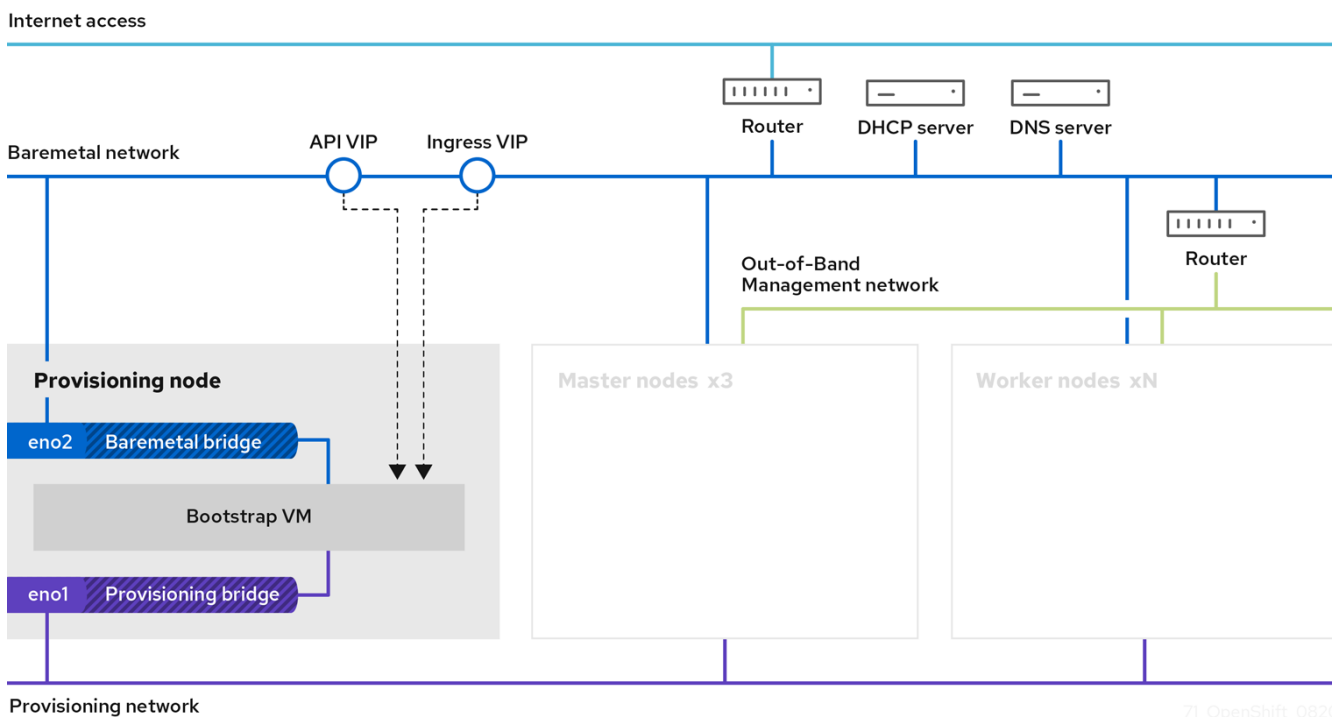 Internet access
Router
DHCP server
DNS server
API VIP
Ingress VIP
Baremetal network
Router
Out-of-Band
Management network
Provisioning node
Master nodes x3
Worker nodes xN
eno2
Baremetal bridge
Bootstrap VM
eno1
Provisioning bridge
Provisioning network
71_OpenShift_0820